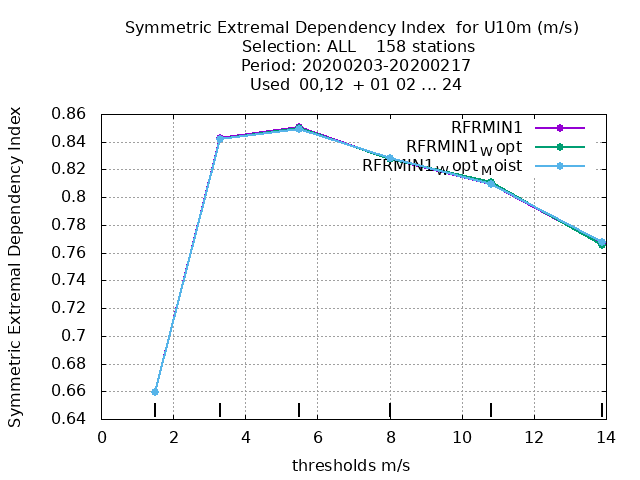 Symmetric Extremal Dependency Index for U10m (m/s)
Selection: ALL 158 stations
Period: 20200203-20200217
Used 00,12 + 01 02 ... 24
Symmetric Extremal Dependency Index
0.86
0.84
0.82
0.8
0.78
0.76
0.74
0.72
0.7
0.68
0.66
0.64
RFRMIN1
RFRMIN1Wopt
RFRMIN1WoptMoist
0 2 4 6 8 10 12 14
thresholds m/s